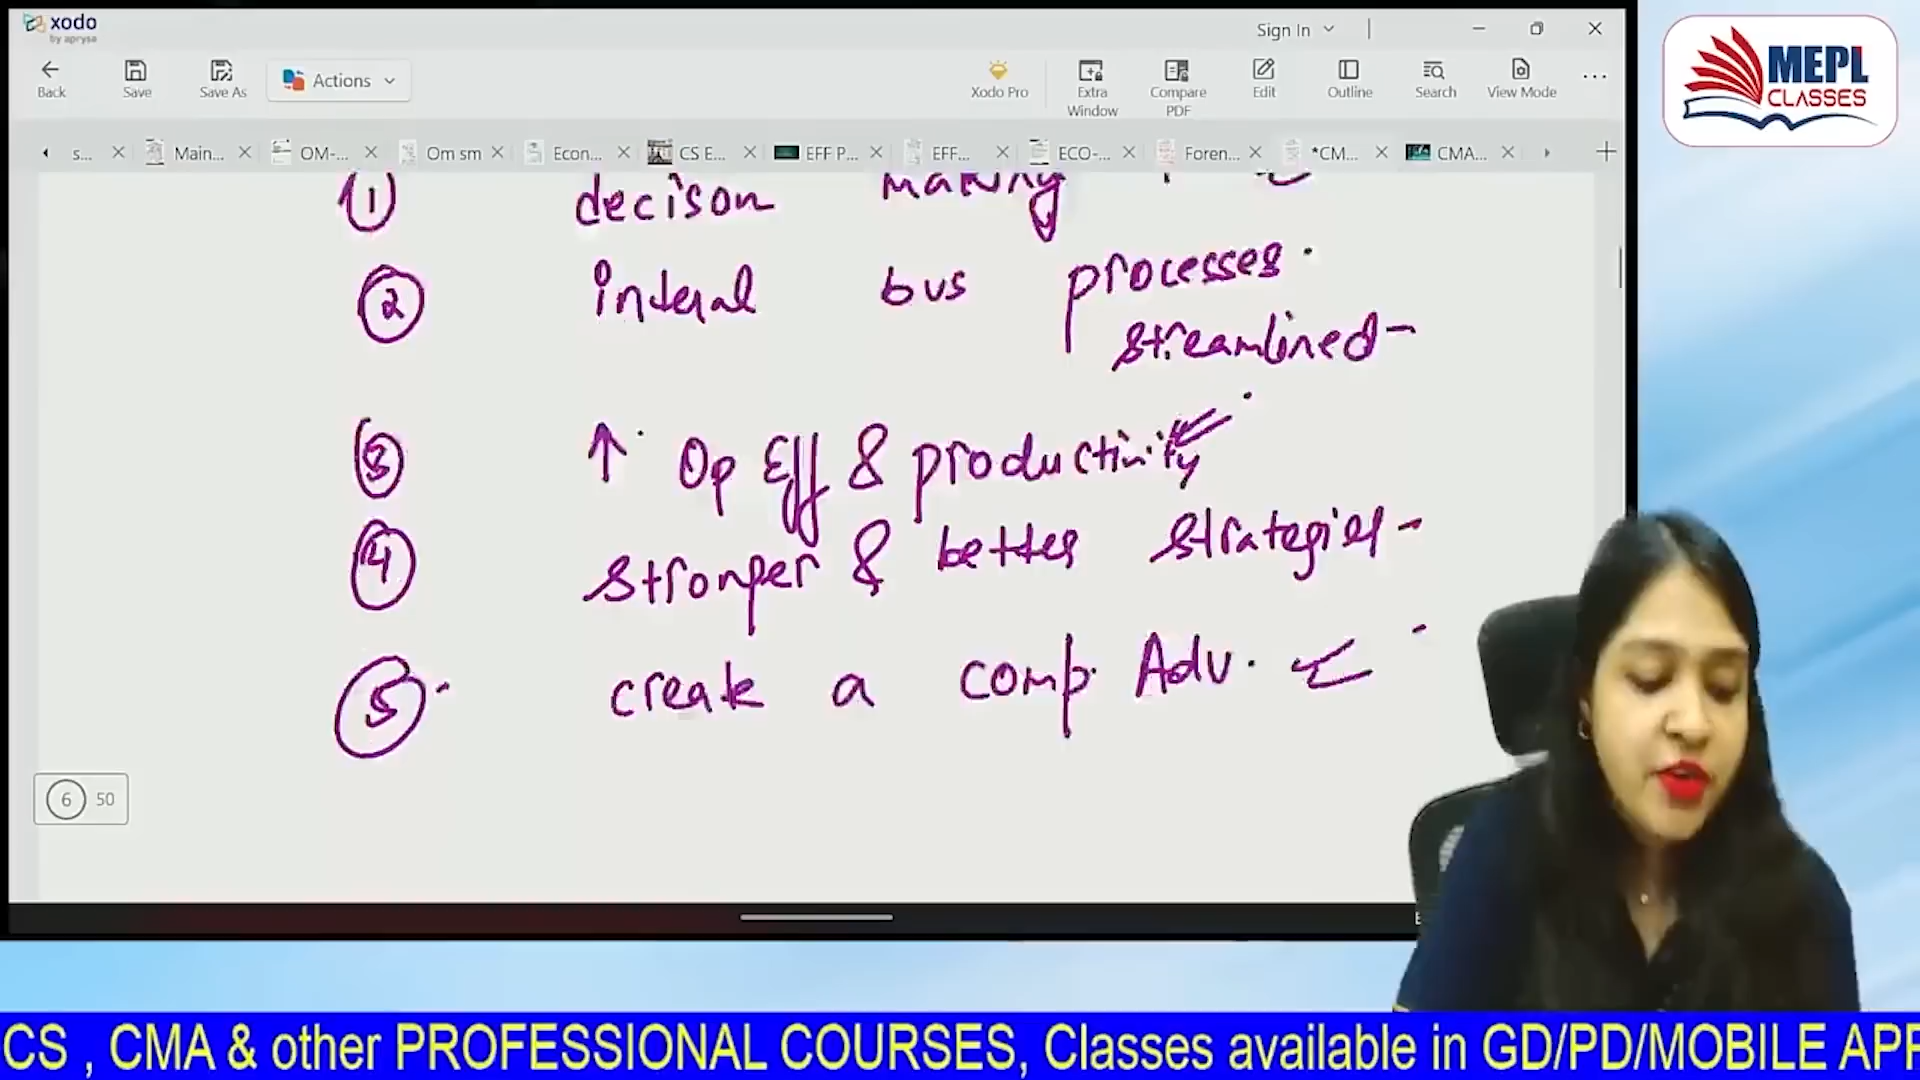 xodo
by apryse
Sign In
Back
Save
Save As
Actions
Xodo Pro
Extra Window
Compare PDF
Edit
Outline
Search
View Mode
MEPL
CLASSES
s...
Main...
OM-...
Om sm
Econ...
CS E...
EFF P...
EFF...
ECO-...
Foren...
*CM...
CMA...
① decison making
② interal bus processes.
streamlined-
③ ↑ Op Eff & productivity
④ stronger & better strategies-
⑤ create a comp. Adv.
6 50
CS , CMA & other PROFESSIONAL COURSES, Classes available in GD/PD/MOBILE APP